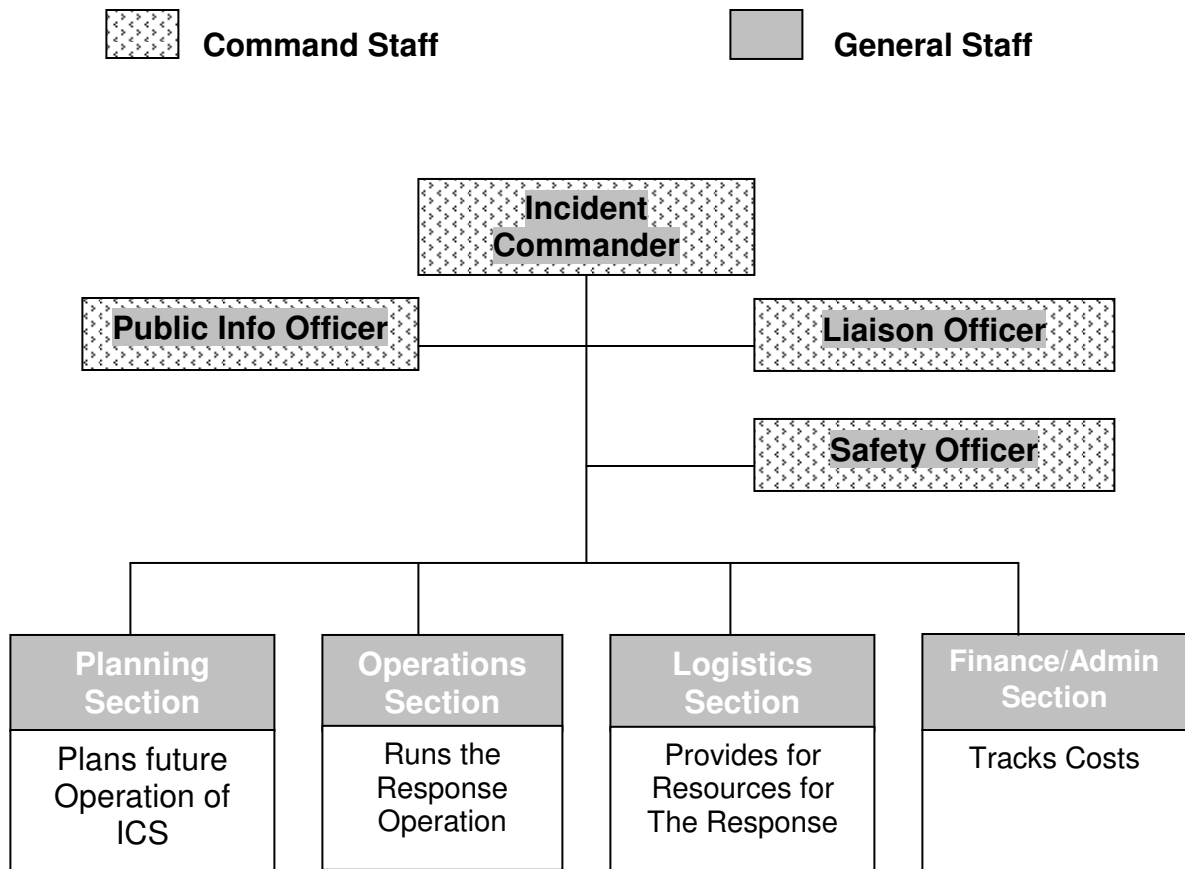 Command Staff
General Staff
Incident
Commander
Public Info Officer
Liaison Officer
Safety Officer
Planning
Section
Plans future
Operation of
ICS
Operations
Section
Runs the
Response
Operation
Logistics
Section
Provides for
Resources for
The Response
Finance/Admin
Section
Tracks Costs